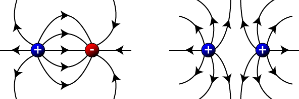 + - + +